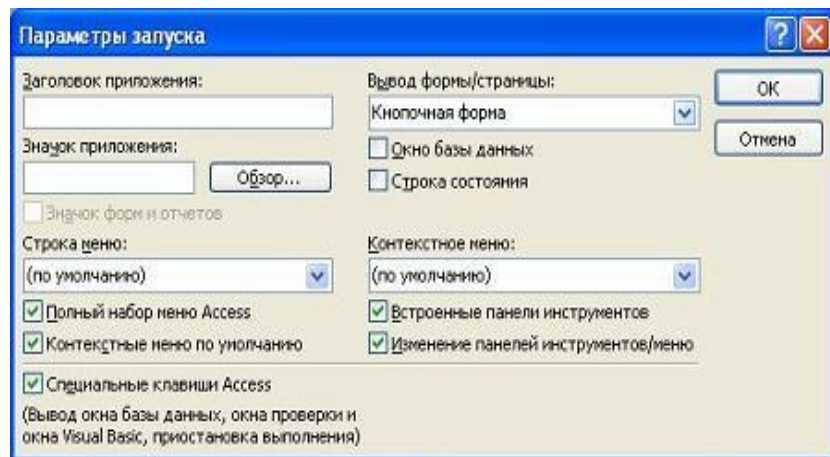 Параметры запуска
Заголовок приложения:
Вывод формы/страницы:
ОК
Кнопочная форма
Отмена
Значок приложения:
Окно базы данных
Обзор...
Строка состояния
Значок форм и отчетов
Строка меню:
Контекстное меню:
(по умолчанию)
(по умолчанию)
Полный набор меню Access
Встроенные панели инструментов
Контекстные меню по умолчанию
Изменение панелей инструментов/меню
Специальные клавиши Access
(Вывод окна базы данных, окна проверки и
окна Visual Basic, приостановка выполнения)